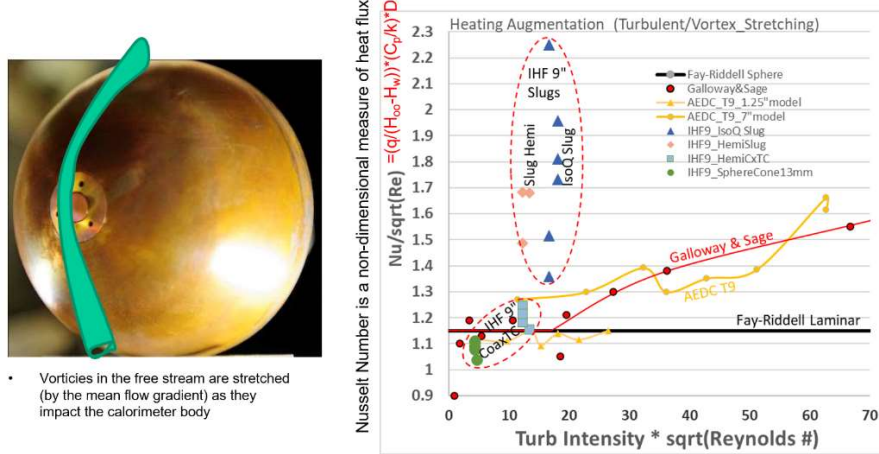 Heating Augmentation (Turbulent/Vortex_Stretching)
Nusselt Number is a non-dimensional measure of heat flux
=(q/(H∞-Hw))*(Cp/k)*D
Nu/sqrt(Re)
2.3
2.2
2.1
2
1.9
1.8
1.7
1.6
1.5
1.4
1.3
1.2
1.1
1
0.9
IHF 9"
Slugs
Slug Hemi
IsoQ Slug
Fay-Riddell Sphere
Galloway&Sage
AEDC_T9_1.25"model
AEDC_T9_7"model
IHF9_IsoQ Slug
IHF9_HemiSlug
IHF9_HemiCxTC
IHF9_SphereCone13mm
Galloway & Sage
AEDC T9
IHF 9"
CoaxTC
Fay-Riddell Laminar
0 10 20 30 40 50 60 70
Turb Intensity * sqrt(Reynolds #)
• Vorticies in the free stream are stretched
(by the mean flow gradient) as they
impact the calorimeter body